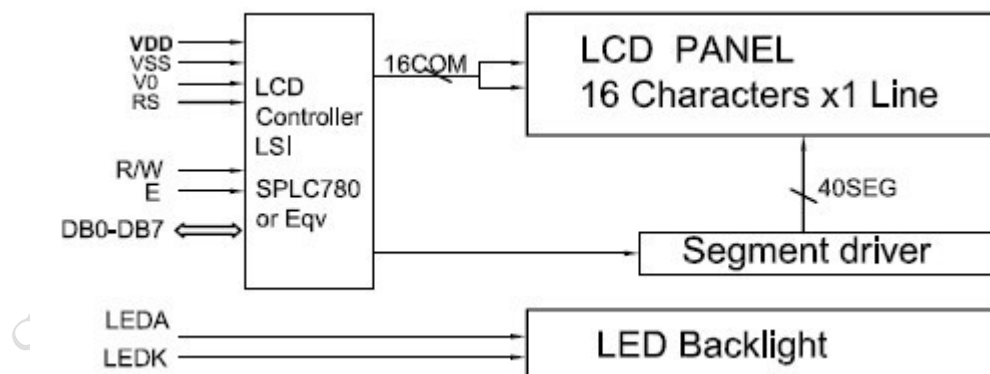 VDD
VSS
V0
RS
R/W
E
DB0-DB7
LCD
Controller
LSI
SPLC780
or Eqv
16COM
LCD PANEL
16 Characters x1 Line
40SEG
Segment driver
LEDA
LEDK
LED Backlight